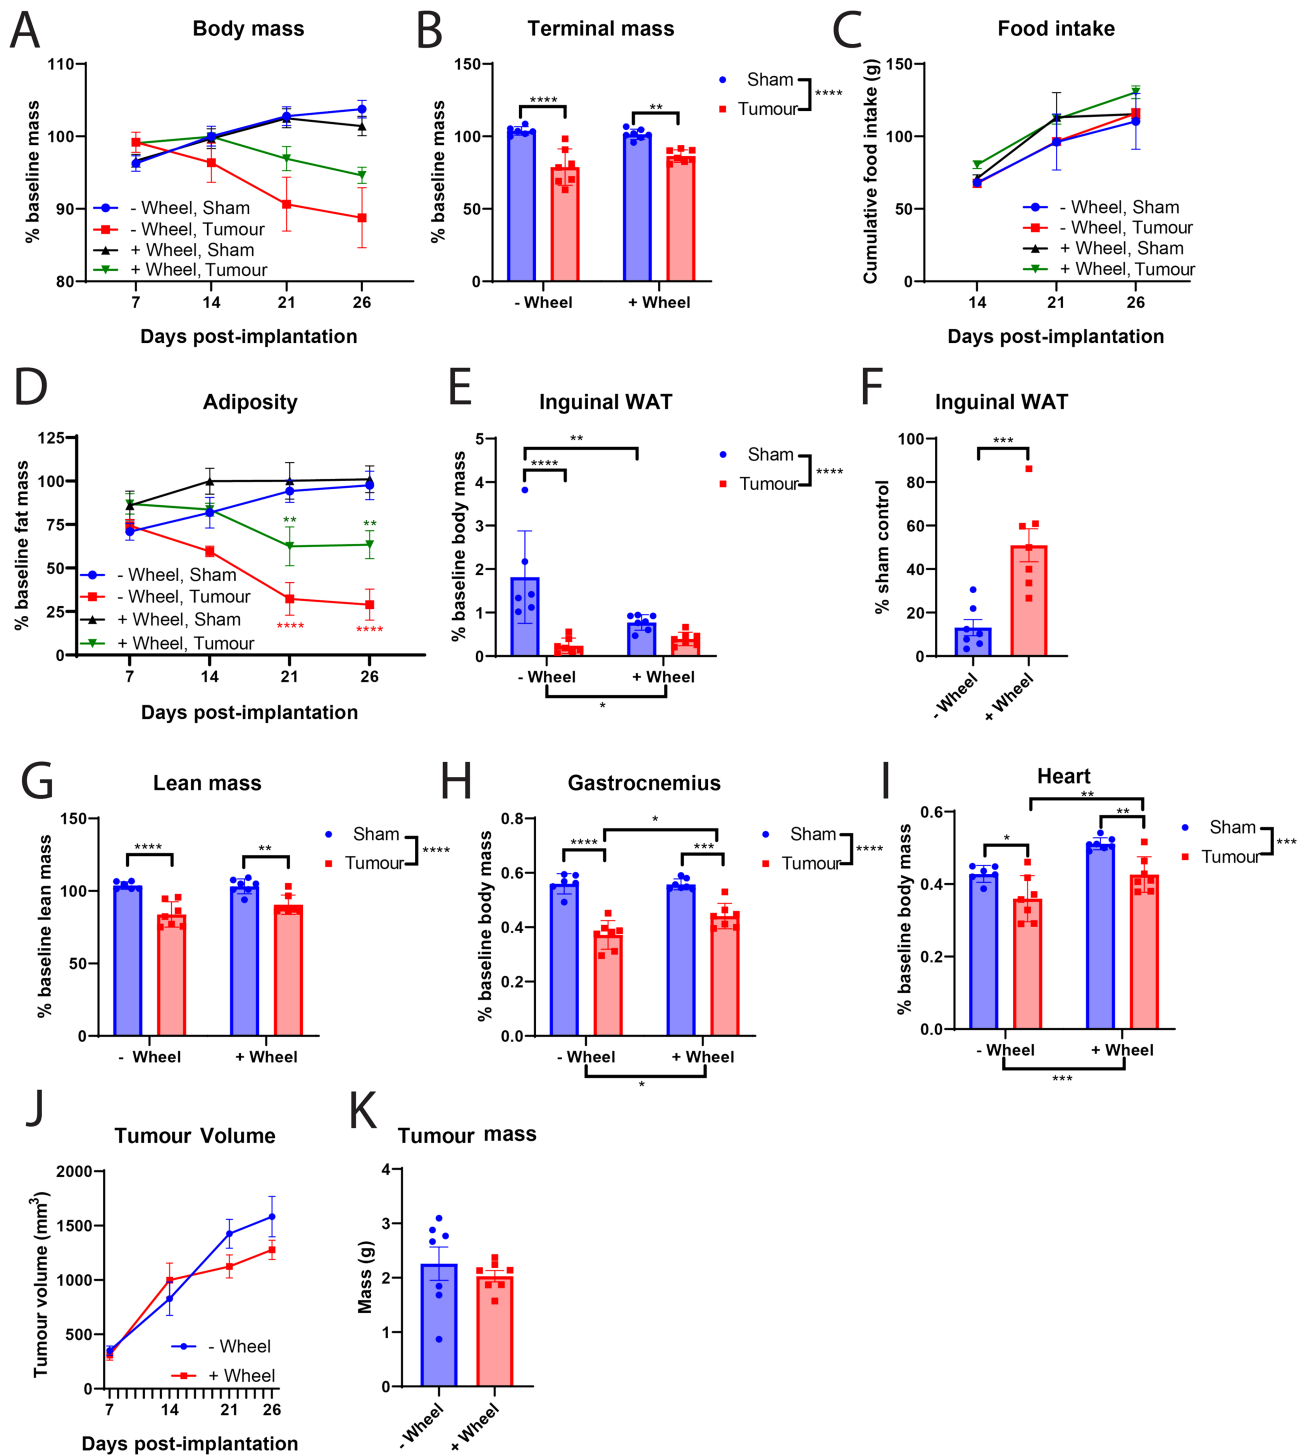 A
Body mass
% baseline mass
110
100
90
80
- Wheel, Sham
- Wheel, Tumour
+ Wheel, Sham
+ Wheel, Tumour
7 14 21 26
Days post-implantation
B
Terminal mass
% baseline mass
150
100
50
0
****
**
Sham
Tumour
****
- Wheel + Wheel
C
Food intake
Cumulative food intake (g)
150
100
50
0
- Wheel, Sham
- Wheel, Tumour
+ Wheel, Sham
+ Wheel, Tumour
14 21 26
Days post-implantation
D
Adiposity
% baseline fat mass
125
100
75
50
25
0
** **
**** ****
- Wheel, Sham
- Wheel, Tumour
+ Wheel, Sham
+ Wheel, Tumour
7 14 21 26
Days post-implantation
E
Inguinal WAT
% baseline body mass
5
4
3
2
1
0
**
****
Sham
Tumour
****
- Wheel + Wheel
*
F
Inguinal WAT
% sham control
100
80
60
40
20
0
***
- Wheel
+ Wheel
G
Lean mass
% baseline lean mass
150
100
50
0
****
**
Sham
Tumour
****
- Wheel + Wheel
H
Gastrocnemius
% baseline body mass
0.8
0.6
0.4
0.2
0.0
*
****
***
Sham
Tumour
****
- Wheel + Wheel
*
I
Heart
% baseline body mass
0.6
0.4
0.2
0.0
**
*
**
Sham
Tumour
***
- Wheel + Wheel
***
J
Tumour Volume
Tumour volume (mm³)
2000
1500
1000
500
0
- Wheel
+ Wheel
7 14 21 26
Days post-implantation
K
Tumour mass
Mass (g)
4
3
2
1
0
- Wheel
+ Wheel